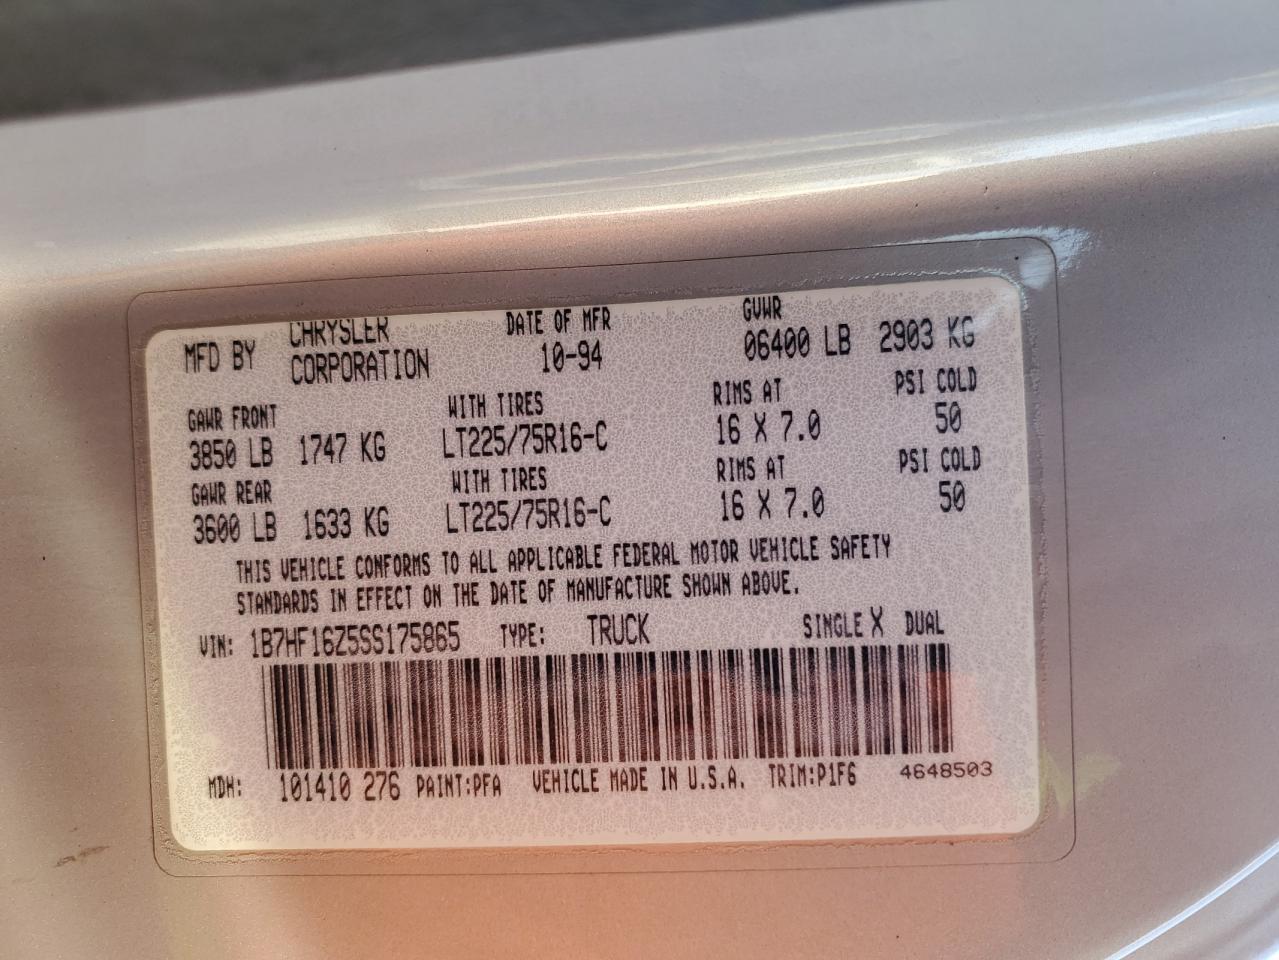 MFD BY CHRYSLER CORPORATION DATE OF MFR 10-94 GVWR 06400 LB 2903 KG
GAWR FRONT WITH TIRES RIMS AT PSI COLD
3850 LB 1747 KG LT225/75R16-C 16 X 7.0 50
GAWR REAR WITH TIRES RIMS AT PSI COLD
3600 LB 1633 KG LT225/75R16-C 16 X 7.0 50
THIS VEHICLE CONFORMS TO ALL APPLICABLE FEDERAL MOTOR VEHICLE SAFETY
STANDARDS IN EFFECT ON THE DATE OF MANUFACTURE SHOWN ABOVE.
VIN: 1B7HF16Z5SS175865 TYPE: TRUCK SINGLE X DUAL
MDH: 101410 276 PAINT:PFA VEHICLE MADE IN U.S.A. TRIM:P1F6 4648503